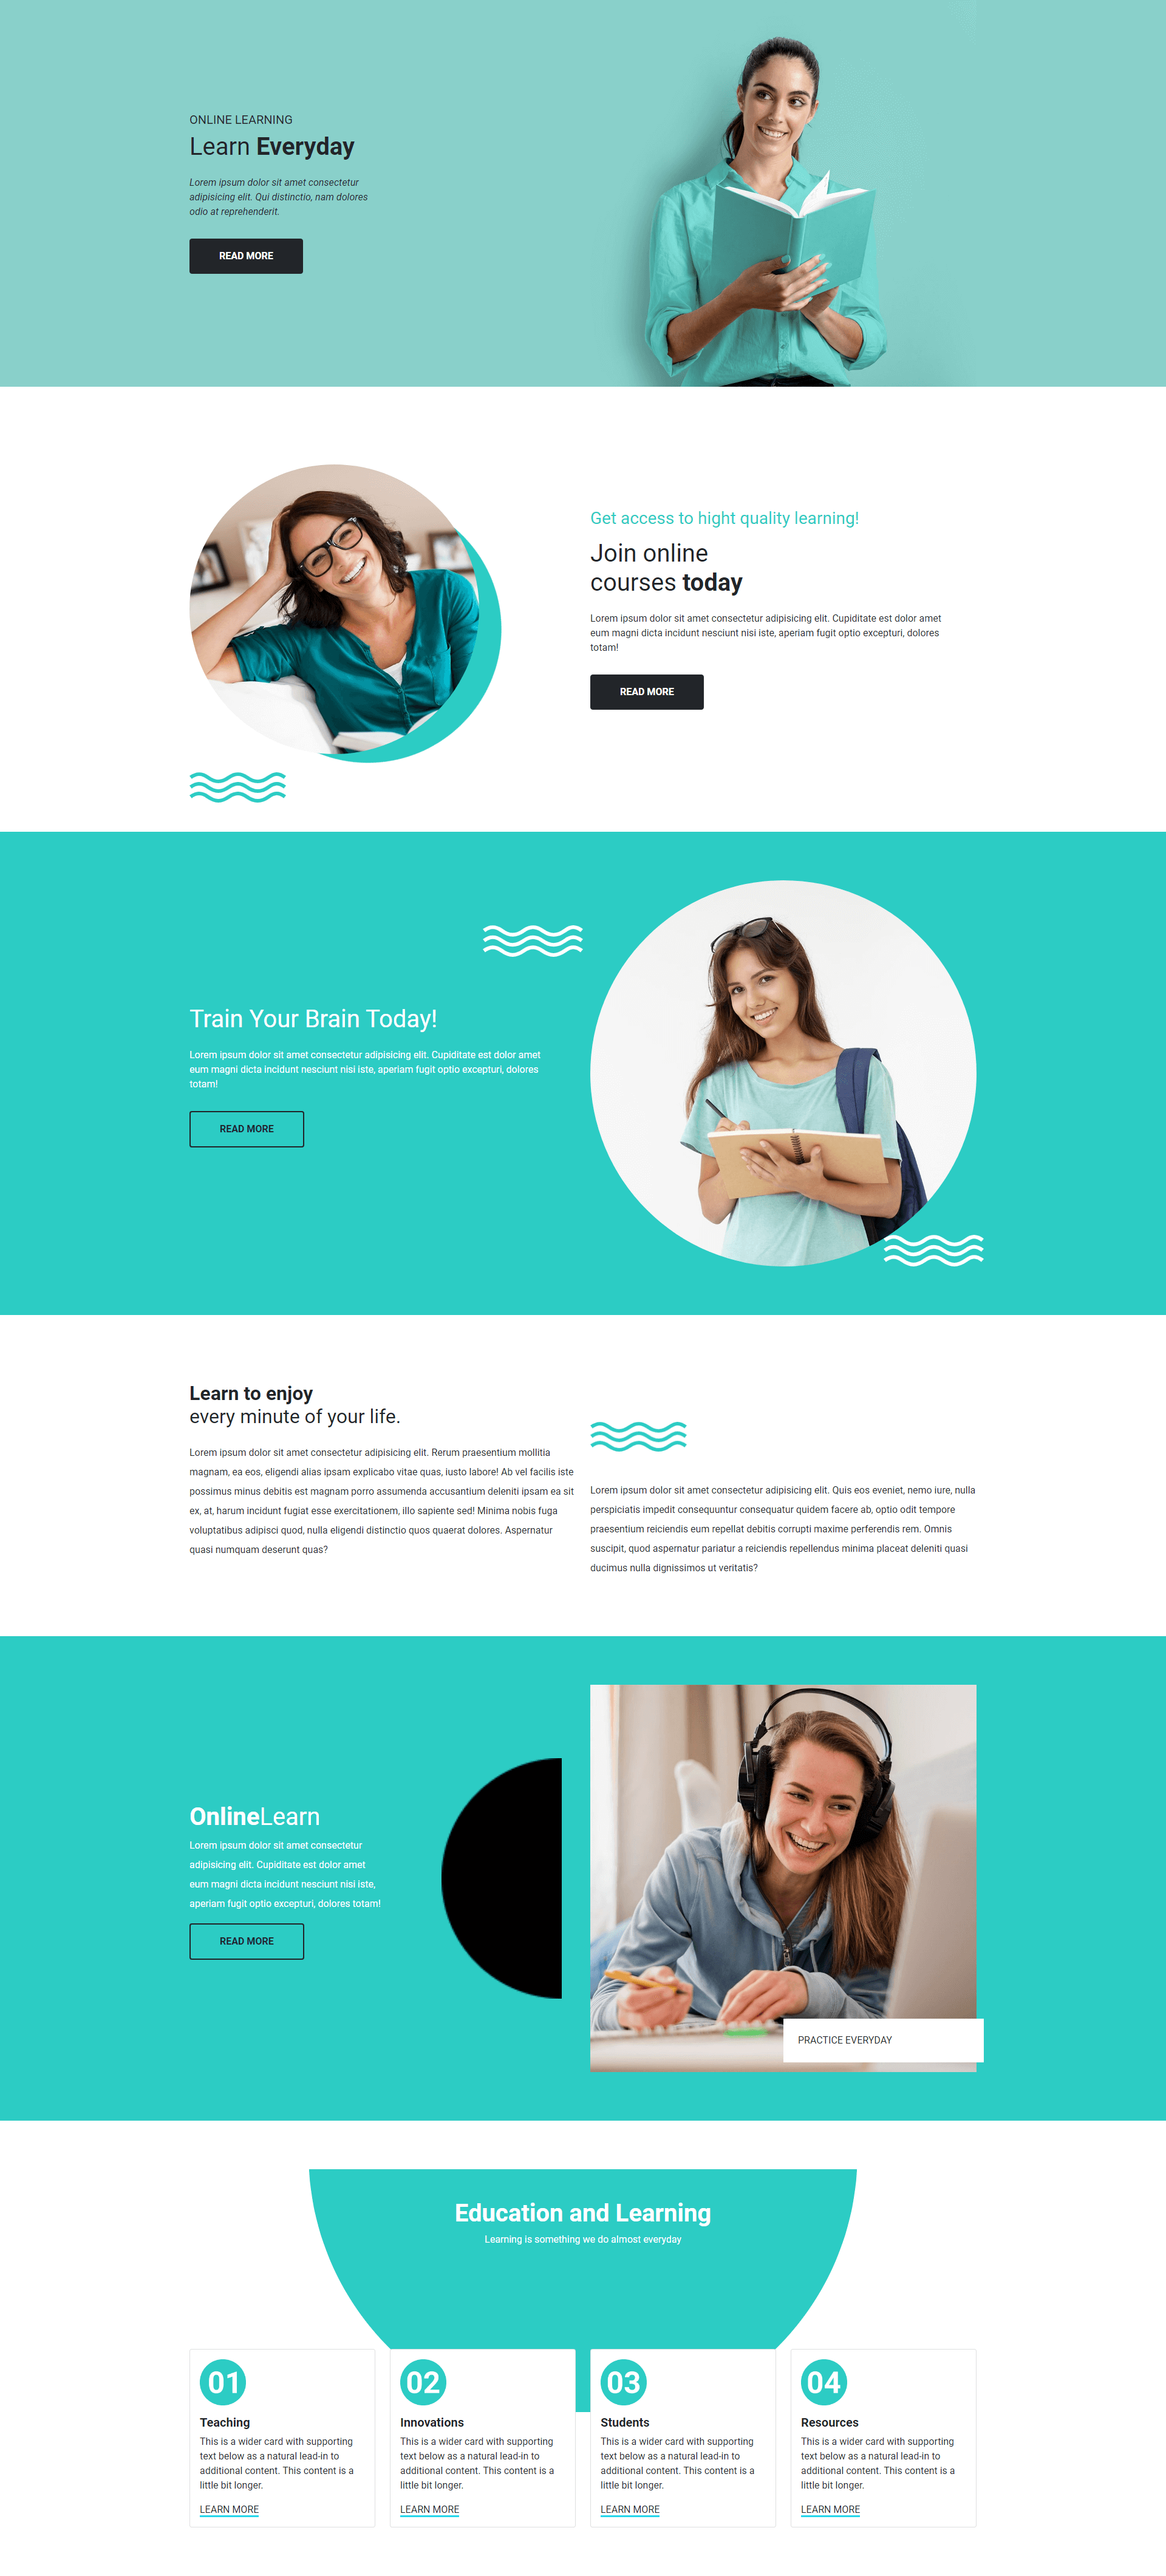 ONLINE LEARNING
Learn Everyday
Lorem ipsum dolor sit amet consectetur
adipisicing elit. Qui distinctio, nam dolores
odio at reprehenderit.
READ MORE
Get access to hight quality learning!
Join online
courses today
Lorem ipsum dolor sit amet consectetur adipisicing elit. Cupiditate est dolor amet
eum magni dicta incidunt nesciunt nisi iste, aperiam fugit optio excepturi, dolores
totam!
READ MORE
Train Your Brain Today!
Lorem ipsum dolor sit amet consectetur adipisicing elit. Cupiditate est dolor amet
eum magni dicta incidunt nesciunt nisi iste, aperiam fugit optio excepturi, dolores
totam!
READ MORE
Learn to enjoy
every minute of your life.
Lorem ipsum dolor sit amet consectetur adipisicing elit. Rerum praesentium mollitia
magnam, ea eos, eligendi alias ipsam explicabo vitae quas, iusto labore! Ab vel facilis iste
possimus minus debitis est magnam porro assumenda accusantium deleniti ipsam ea sit
ex, at, harum incidunt fugiat esse exercitationem, illo sapiente sed! Minima nobis fuga
voluptatibus adipisci quod, nulla eligendi distinctio quos quaerat dolores. Aspernatur
quasi numquam deserunt quas?
Lorem ipsum dolor sit amet consectetur adipisicing elit. Quis eos eveniet, nemo iure, nulla
perspiciatis impedit consequuntur consequatur quidem facere ab, optio odit tempore
praesentium reiciendis eum repellat debitis corrupti maxime perferendis rem. Omnis
suscipit, quod aspernatur pariatur a reiciendis repellendus minima placeat deleniti quasi
ducimus nulla dignissimos ut veritatis?
OnlineLearn
Lorem ipsum dolor sit amet consectetur
adipisicing elit. Cupiditate est dolor amet
eum magni dicta incidunt nesciunt nisi iste,
aperiam fugit optio excepturi, dolores totam!
READ MORE
PRACTICE EVERYDAY
Education and Learning
Learning is something we do almost everyday
01
Teaching
This is a wider card with supporting
text below as a natural lead-in to
additional content. This content is a
little bit longer.
LEARN MORE
02
Innovations
This is a wider card with supporting
text below as a natural lead-in to
additional content. This content is a
little bit longer.
LEARN MORE
03
Students
This is a wider card with supporting
text below as a natural lead-in to
additional content. This content is a
little bit longer.
LEARN MORE
04
Resources
This is a wider card with supporting
text below as a natural lead-in to
additional content. This content is a
little bit longer.
LEARN MORE